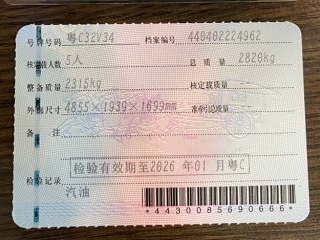 号牌号码 粤C32V34 档案编号 440402224962
核定载人数 5人 总质量 2820kg
整备质量 2315kg 核定载质量
外廓尺寸 4855×1939×1699mm 准牵引总质量
备注
检验有效期至2026年01月粤C
检验记录
汽油
*4430085690666*